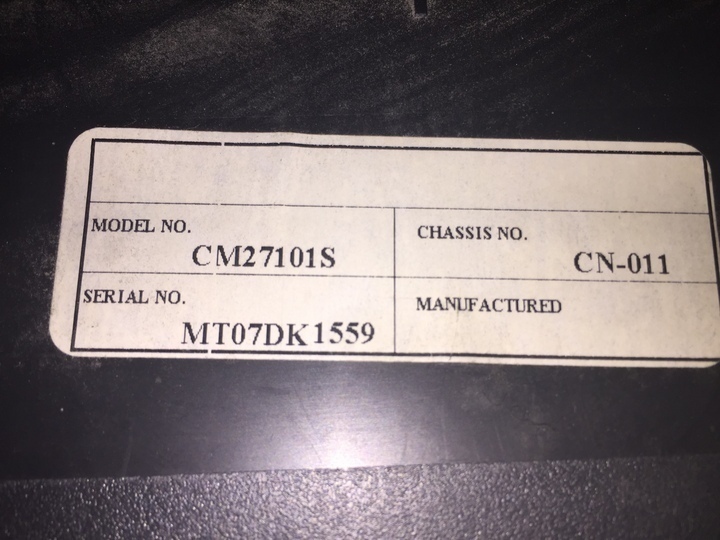 MODEL NO.
CM27101S
CHASSIS NO.
CN-011
SERIAL NO.
MT07DK1559
MANUFACTURED